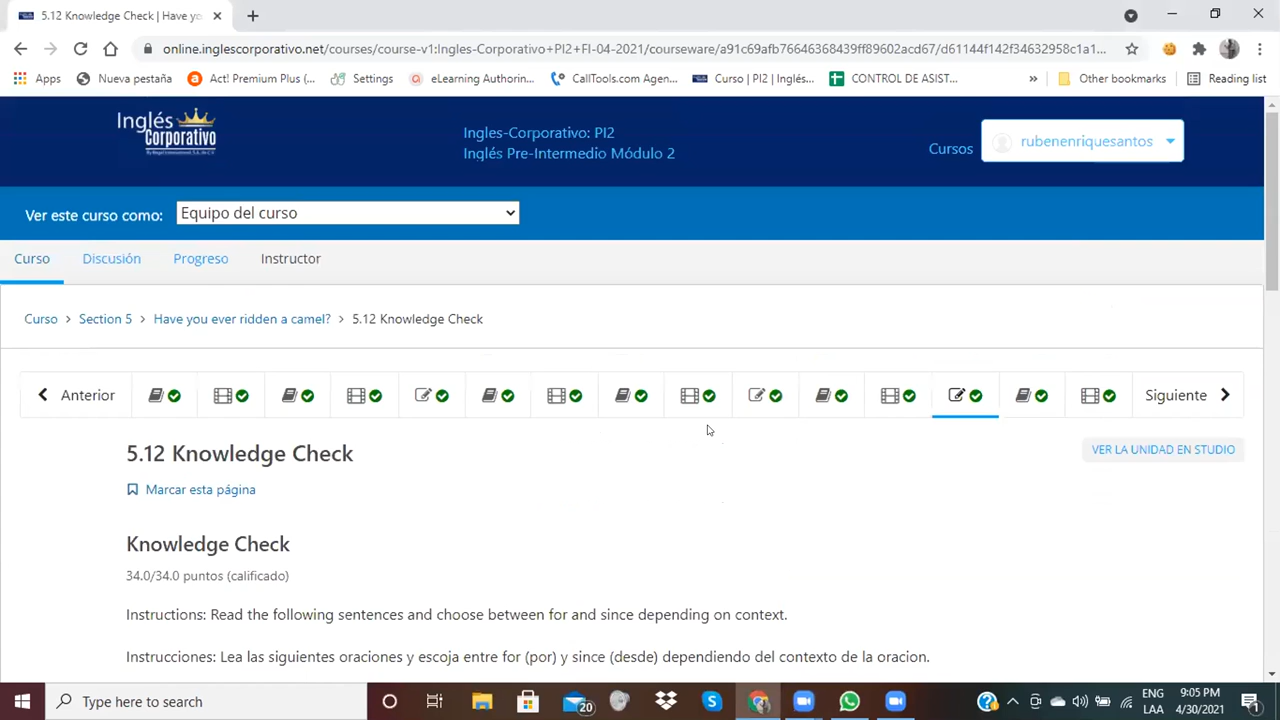 5.12 Knowledge Check | Have yo
online.inglescorporativo.net/courses/course-v1:Ingles-Corporativo+PI2+FI-04-2021/courseware/a91c69afb76646368439ff89602acd67/d61144f142f34632958c1a1...
Apps Nueva pestaña Act! Premium Plus (... Settings eLearning Authorin... CallTools.com Agen... Curso | PI2 | Inglés... CONTROL DE ASIST... » Other bookmarks Reading list
Inglés
Corporativo
Ingles-Corporativo: PI2
Inglés Pre-Intermedio Módulo 2
Cursos rubenenriquesantos
Ver este curso como: Equipo del curso
Curso Discusión Progreso Instructor
Curso > Section 5 > Have you ever ridden a camel? > 5.12 Knowledge Check
Anterior Siguiente
5.12 Knowledge Check
VER LA UNIDAD EN STUDIO
Marcar esta página
Knowledge Check
34.0/34.0 puntos (calificado)
Instructions: Read the following sentences and choose between for and since depending on context.
Instrucciones: Lea las siguientes oraciones y escoja entre for (por) y since (desde) dependiendo del contexto de la oracion.
Type here to search
20
ENG
LAA
9:05 PM
4/30/2021
1